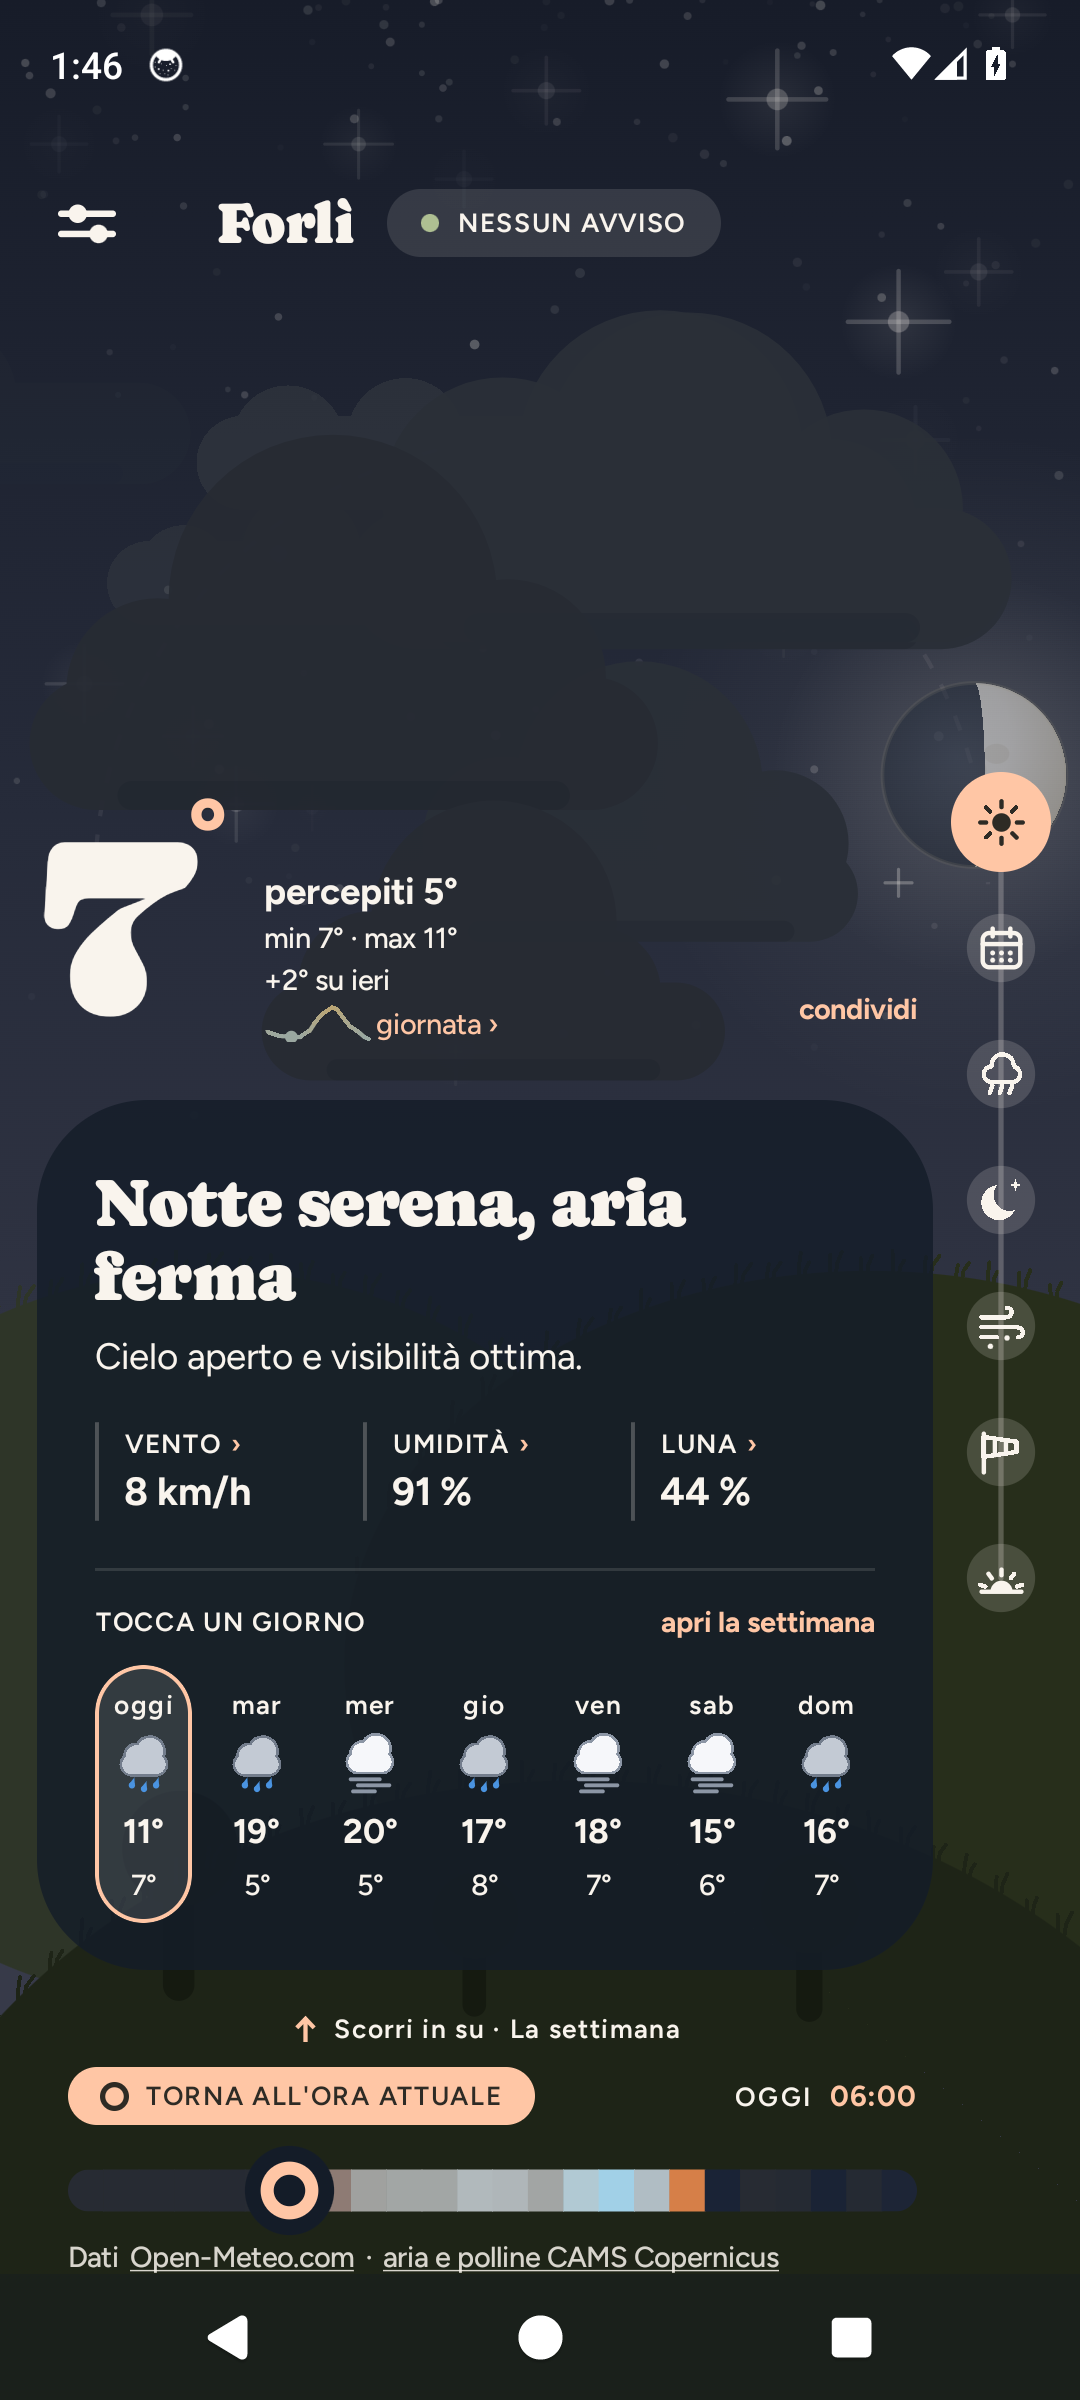 1:46
Forlì
NESSUN AVVISO
7°
percepiti 5°
min 7° · max 11°
+2° su ieri
giornata ›
condividi
Notte serena, aria
ferma
Cielo aperto e visibilità ottima.
VENTO › UMIDITÀ › LUNA ›
8 km/h 91 % 44 %
TOCCA UN GIORNO apri la settimana
oggi mar mer gio ven sab dom
11° 19° 20° 17° 18° 15° 16°
7° 5° 5° 8° 7° 6° 7°
↑ Scorri in su · La settimana
TORNA ALL'ORA ATTUALE OGGI 06:00
Dati Open-Meteo.com · aria e polline CAMS Copernicus